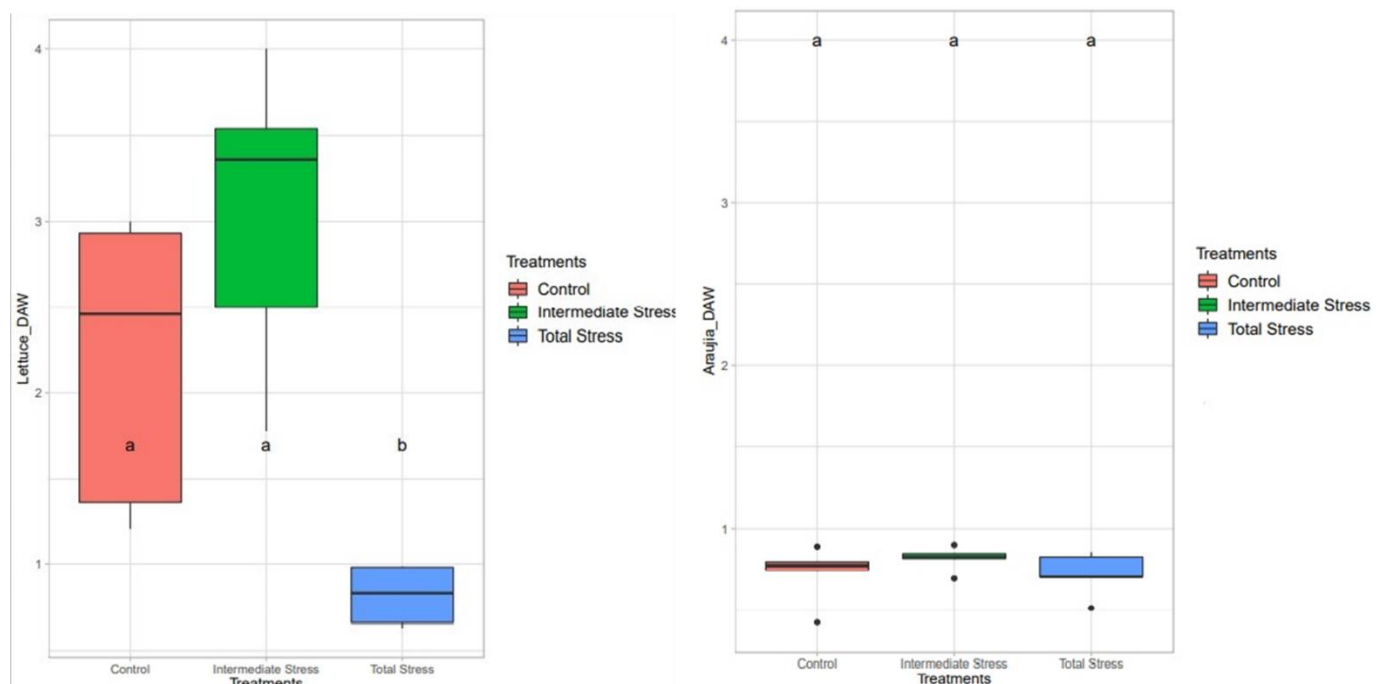 4
3
2
1
Lettuce_DAW
a
a
b
Control
Intermediate Stress
Total Stress
Treatments
Treatments
Control
Intermediate Stress
Total Stress
4
3
2
1
Araujia_DAW
a
a
a
Control
Intermediate Stress
Total Stress
Treatments
Treatments
Control
Intermediate Stress
Total Stress